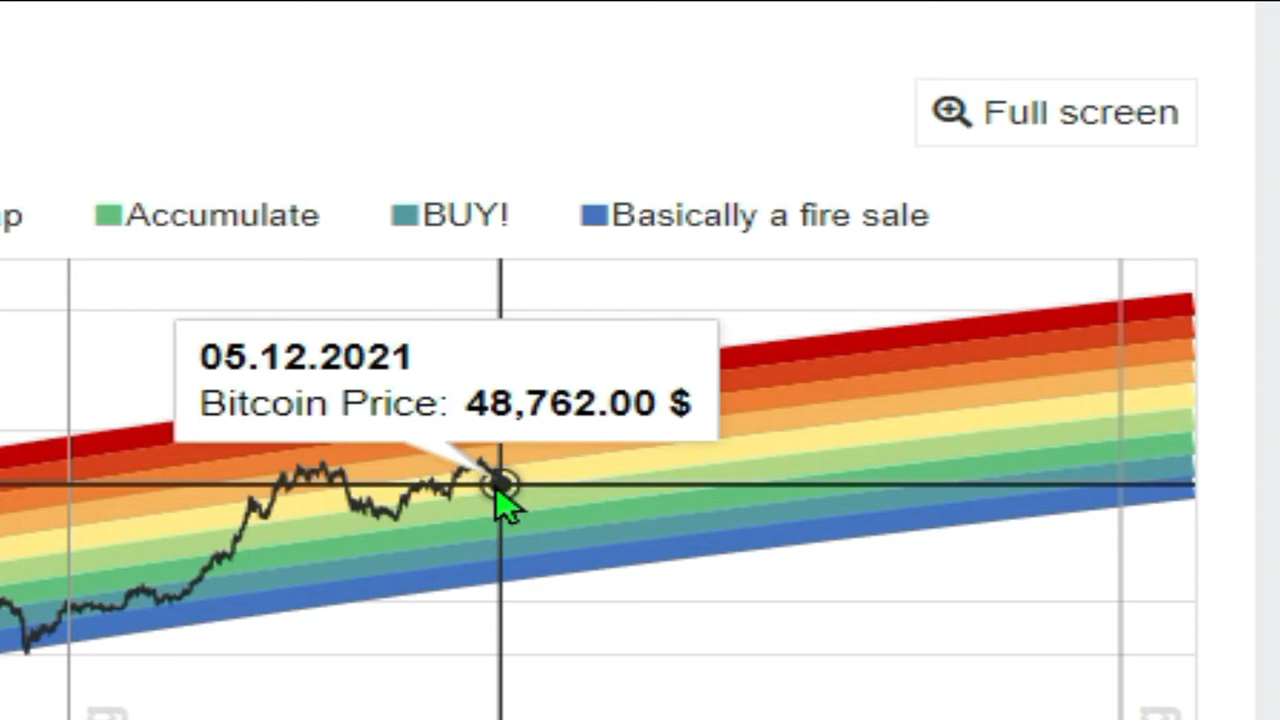 Full screen
Accumulate BUY! Basically a fire sale
05.12.2021
Bitcoin Price: 48,762.00 $